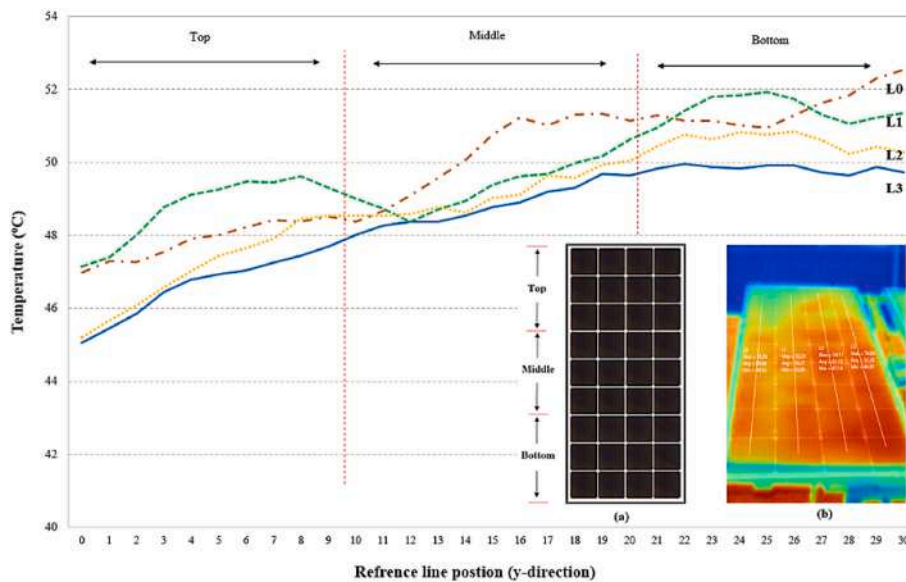 54
52
50
48
46
44
42
40
Temperature (°C)
Top
Middle
Bottom
L0
L1
L2
L3
Top
Middle
Bottom
(a)
(b)
0 1 2 3 4 5 6 7 8 9 10 11 12 13 14 15 16 17 18 19 20 21 22 23 24 25 26 27 28 29 30
Refrence line postion (y-direction)